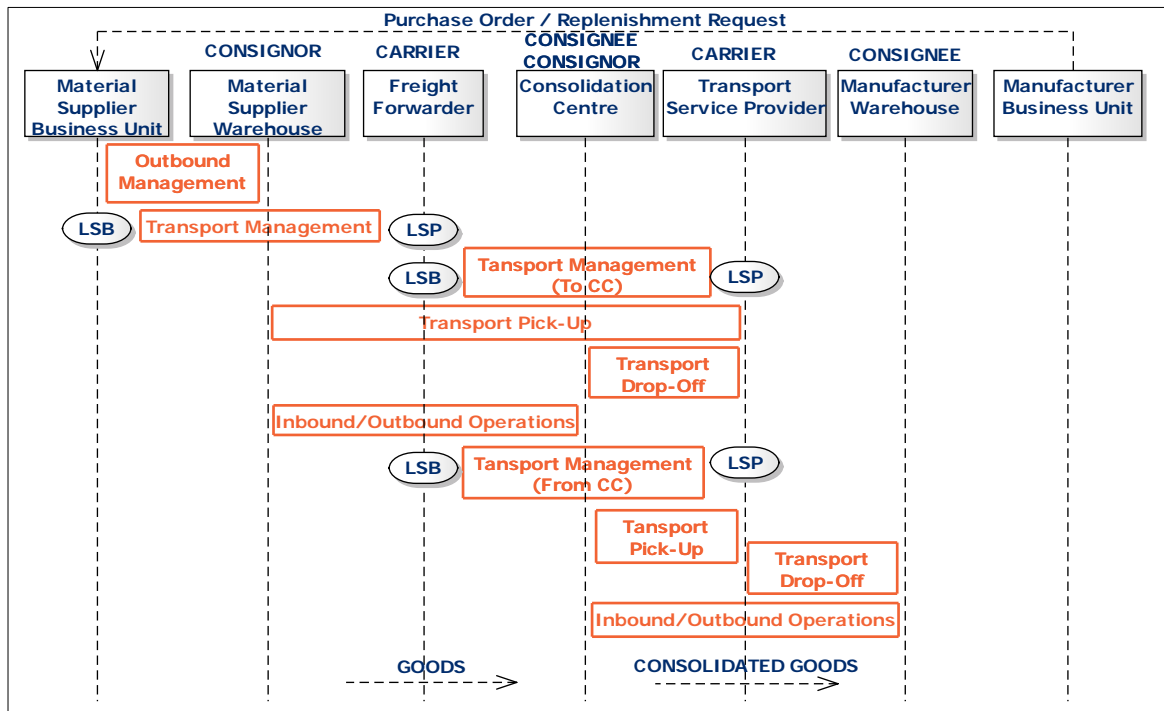 Purchase Order / Replenishment Request
CONSIGNOR
CARRIER
CONSIGNEE
CONSIGNOR
CARRIER
CONSIGNEE
Material
Supplier
Business Unit
Material
Supplier
Warehouse
Freight
Forwarder
Consolidation
Centre
Transport
Service Provider
Manufacturer
Warehouse
Manufacturer
Business Unit
Outbound
Management
LSB
Transport Management
LSP
LSB
Tansport Management
(To CC)
LSP
Transport Pick-Up
Transport
Drop-Off
Inbound/Outbound Operations
LSB
Tansport Management
(From CC)
LSP
Tansport
Pick-Up
Transport
Drop-Off
Inbound/Outbound Operations
GOODS
CONSOLIDATED GOODS